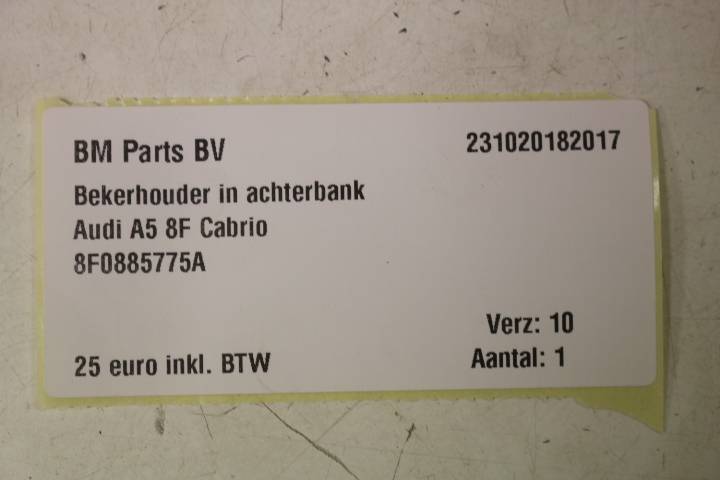 BM Parts BV
231020182017
Bekerhouder in achterbank
Audi A5 8F Cabrio
8F0885775A
Verz: 10
25 euro inkl. BTW
Aantal: 1